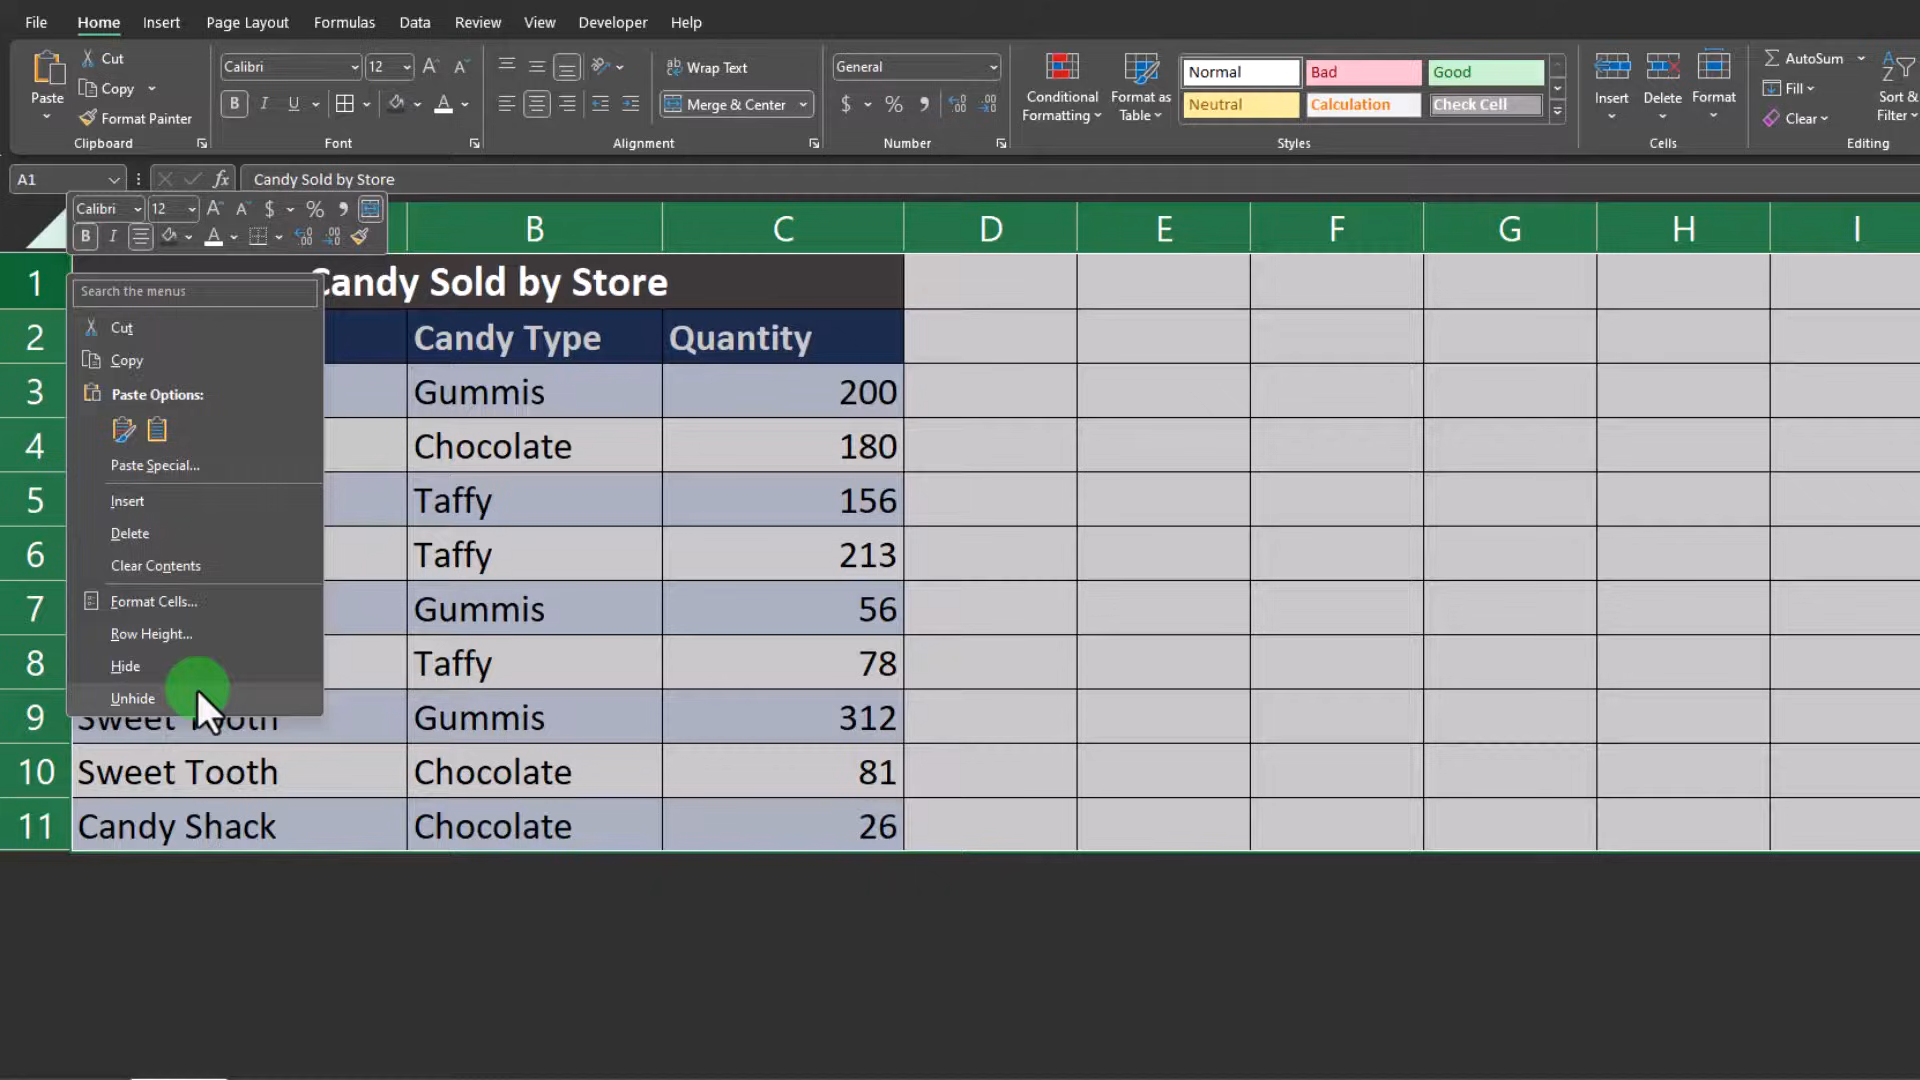 File Home Insert Page Layout Formulas Data Review View Developer Help
Paste
Cut
Copy
Format Painter
Clipboard
Calibri 12
B I U A
Font
Wrap Text
Merge & Center
Alignment
General
$ %
Number
Conditional Formatting
Format as Table
Normal Bad Good
Neutral Calculation Check Cell
Styles
Insert Delete Format
Cells
AutoSum
Fill
Clear
Sort & Filter
Editing
A1 fx Candy Sold by Store
Calibri 12 A A $ %
B I A
B C D E F G H I
1 Candy Sold by Store
2 Candy Type Quantity
3 Gummis 200
4 Chocolate 180
5 Taffy 156
6 Taffy 213
7 Gummis 56
8 Taffy 78
9 Sweet Tooth Gummis 312
10 Sweet Tooth Chocolate 81
11 Candy Shack Chocolate 26
Search the menus
Cut
Copy
Paste Options:
Paste Special...
Insert
Delete
Clear Contents
Format Cells...
Row Height...
Hide
Unhide